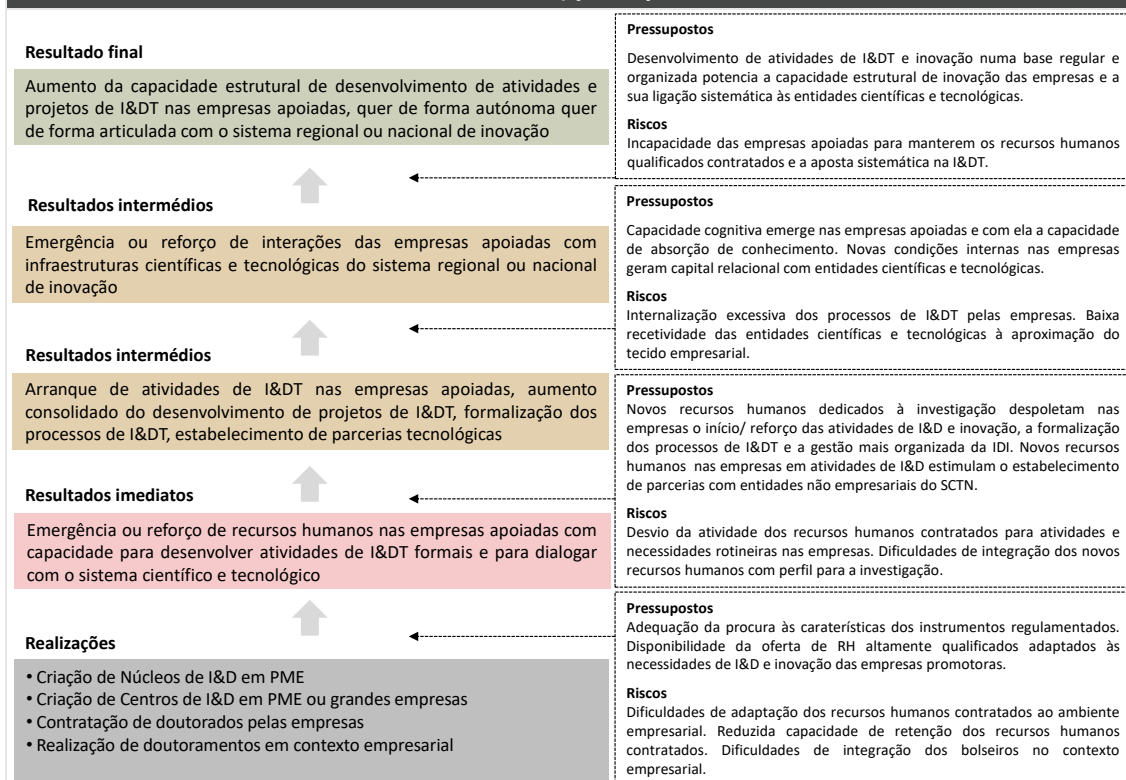 Resultado final
Aumento da capacidade estrutural de desenvolvimento de atividades e
projetos de I&DT nas empresas apoiadas, quer de forma autónoma quer
de forma articulada com o sistema regional ou nacional de inovação
Pressupostos
Desenvolvimento de atividades de I&DT e inovação numa base regular e
organizada potencia a capacidade estrutural de inovação das empresas e a
sua ligação sistemática às entidades científicas e tecnológicas.
Riscos
Incapacidade das empresas apoiadas para manterem os recursos humanos
qualificados contratados e a aposta sistemática na I&DT.
Resultados intermédios
Emergência ou reforço de interações das empresas apoiadas com
infraestruturas científicas e tecnológicas do sistema regional ou nacional
de inovação
Pressupostos
Capacidade cognitiva emerge nas empresas apoiadas e com ela a capacidade
de absorção de conhecimento. Novas condições internas nas empresas
geram capital relacional com entidades científicas e tecnológicas.
Riscos
Internalização excessiva dos processos de I&DT pelas empresas. Baixa
recetividade das entidades científicas e tecnológicas à aproximação do
tecido empresarial.
Resultados intermédios
Arranque de atividades de I&DT nas empresas apoiadas, aumento
consolidado do desenvolvimento de projetos de I&DT, formalização dos
processos de I&DT, estabelecimento de parcerias tecnológicas
Pressupostos
Novos recursos humanos dedicados à investigação despoletam nas
empresas o início/ reforço das atividades de I&D e inovação, a formalização
dos processos de I&DT e a gestão mais organizada da IDI. Novos recursos
humanos nas empresas em atividades de I&D estimulam o estabelecimento
de parcerias com entidades não empresariais do SCTN.
Riscos
Desvio da atividade dos recursos humanos contratados para atividades e
necessidades rotineiras nas empresas. Dificuldades de integração dos novos
recursos humanos com perfil para a investigação.
Resultados imediatos
Emergência ou reforço de recursos humanos nas empresas apoiadas com
capacidade para desenvolver atividades de I&DT formais e para dialogar
com o sistema científico e tecnológico
Pressupostos
Adequação da procura às caraterísticas dos instrumentos regulamentados.
Disponibilidade da oferta de RH altamente qualificados adaptados às
necessidades de I&D e inovação das empresas promotoras.
Riscos
Dificuldades de adaptação dos recursos humanos contratados ao ambiente
empresarial. Reduzida capacidade de retenção dos recursos humanos
contratados. Dificuldades de integração dos bolseiros no contexto
empresarial.
Realizações
• Criação de Núcleos de I&D em PME
• Criação de Centros de I&D em PME ou grandes empresas
• Contratação de doutorados pelas empresas
• Realização de doutoramentos em contexto empresarial